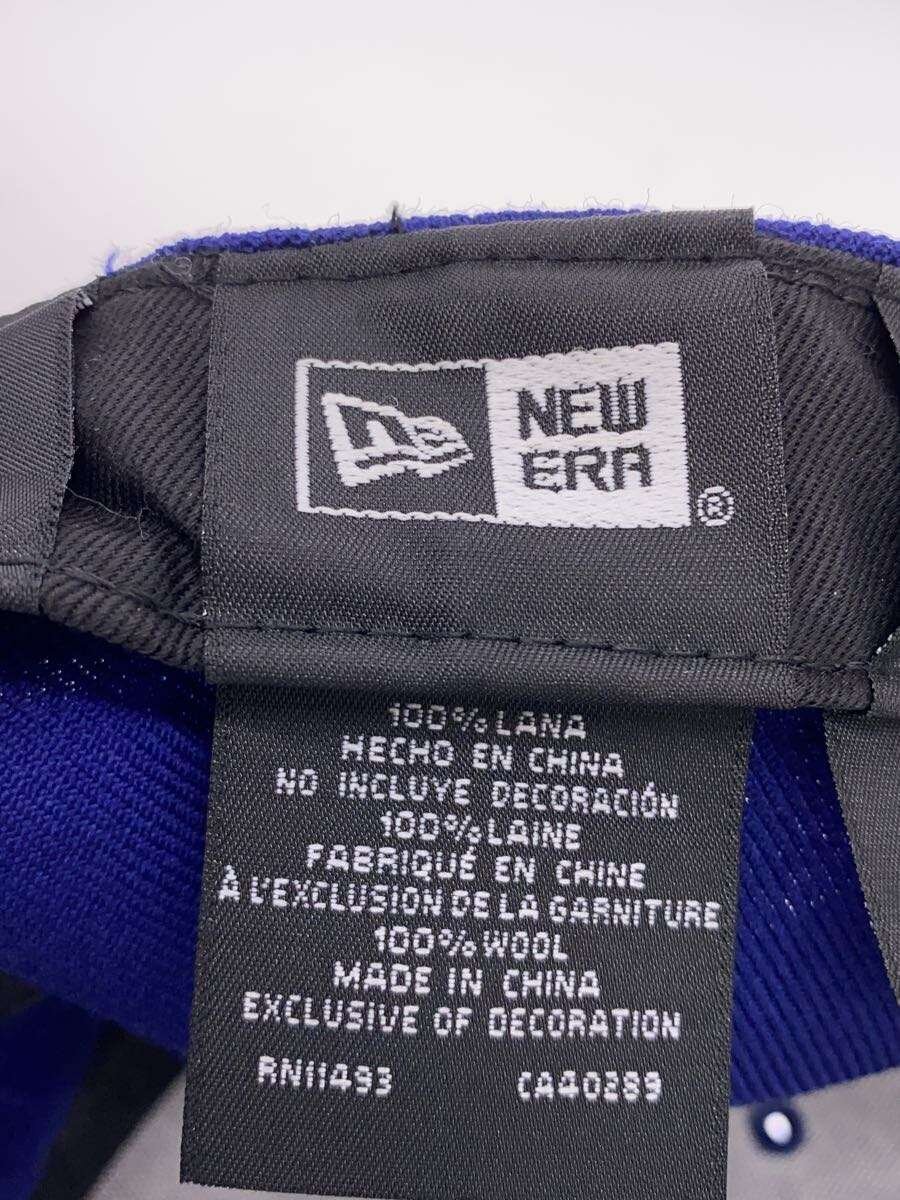 NEW
ERA
®
100% LANA
HECHO EN CHINA
NO INCLUYE DECORACIÓN
100% LAINE
FABRIQUÉ EN CHINE
À L'EXCLUSION DE LA GARNITURE
100% WOOL
MADE IN CHINA
EXCLUSIVE OF DECORATION
RN11493 CA40289